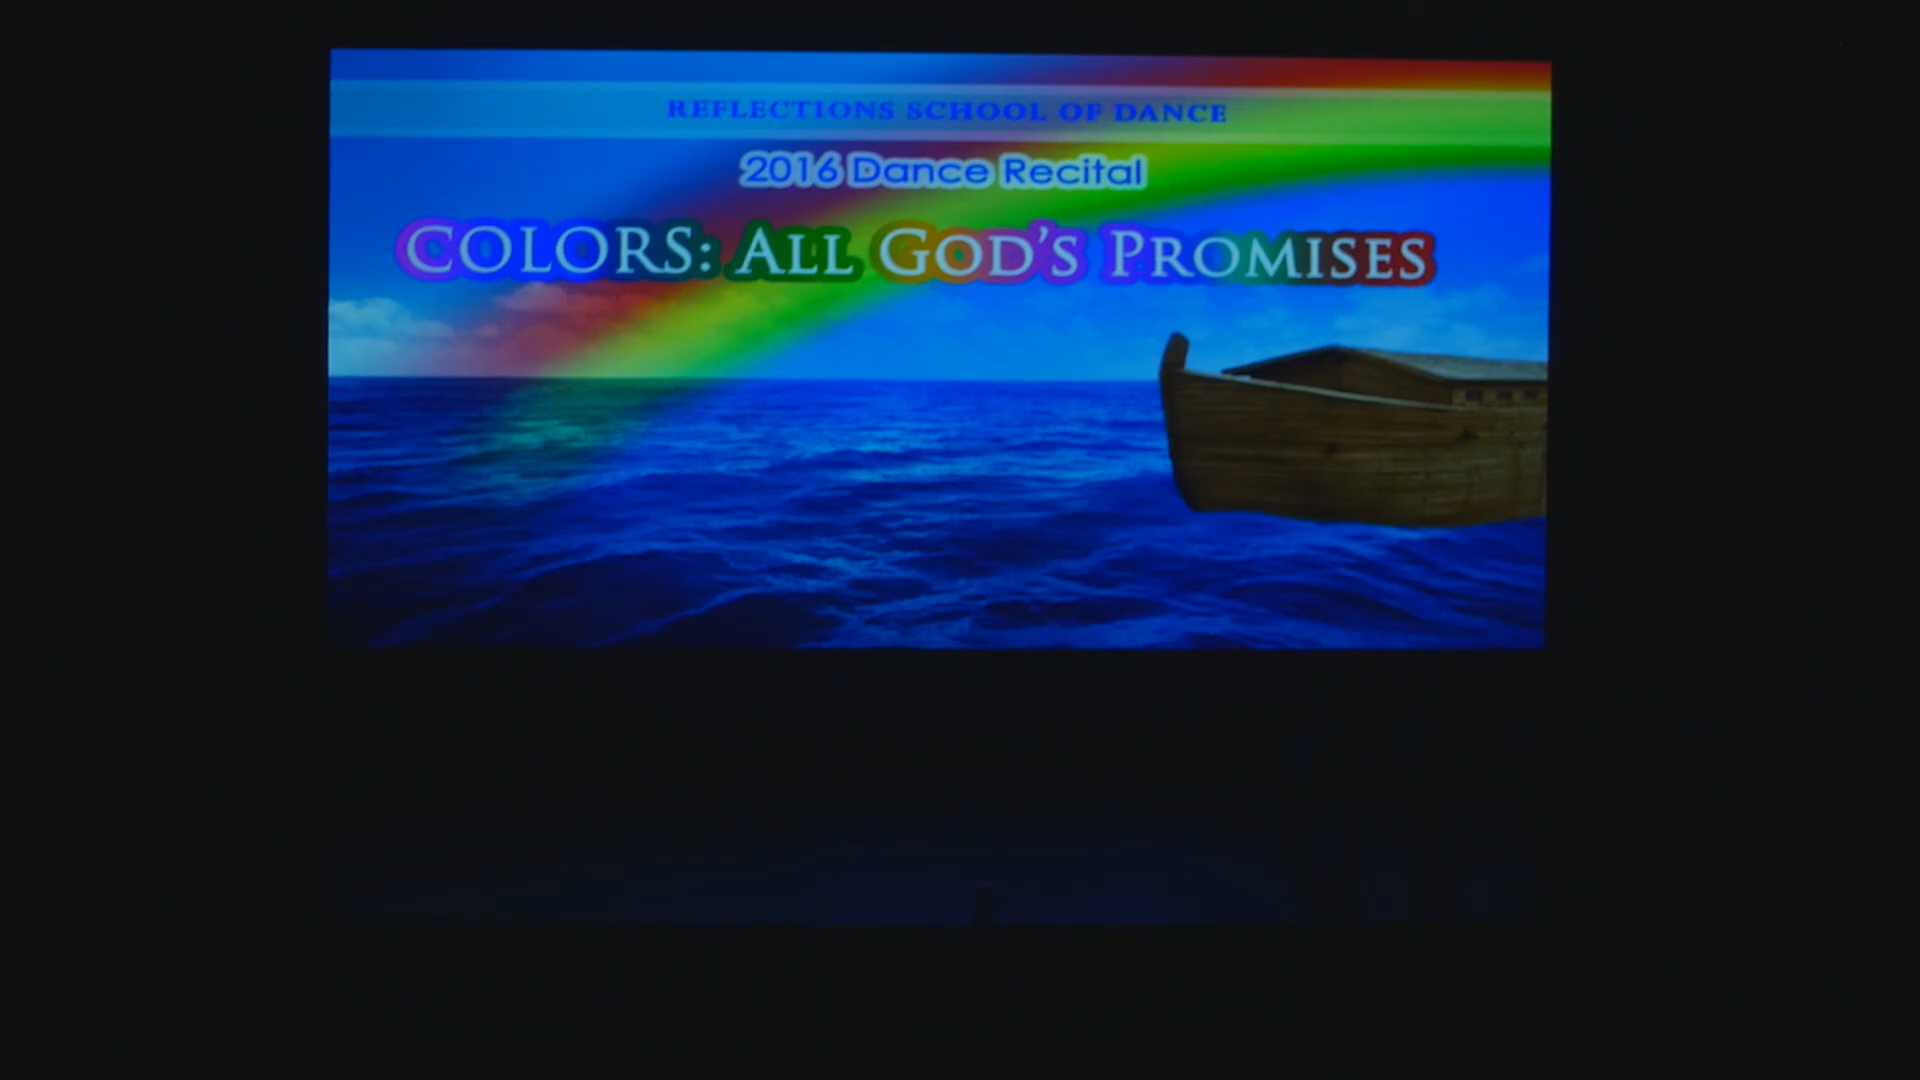 REFLECTIONS SCHOOL OF DANCE
2016 Dance Recital
COLORS: ALL GOD'S PROMISES